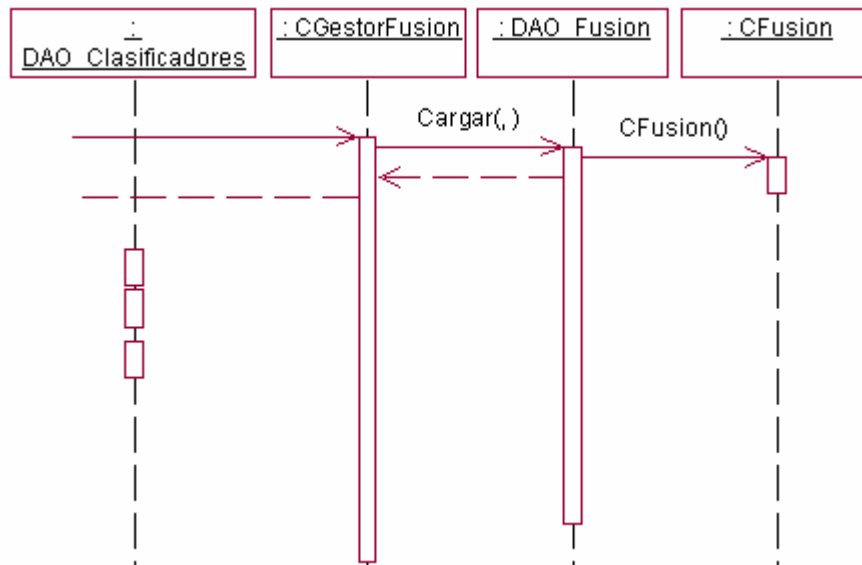 :
DAO_Clasificadores
: CGestorFusion
: DAO_Fusion
: CFusion
Cargar(, )
CFusion()